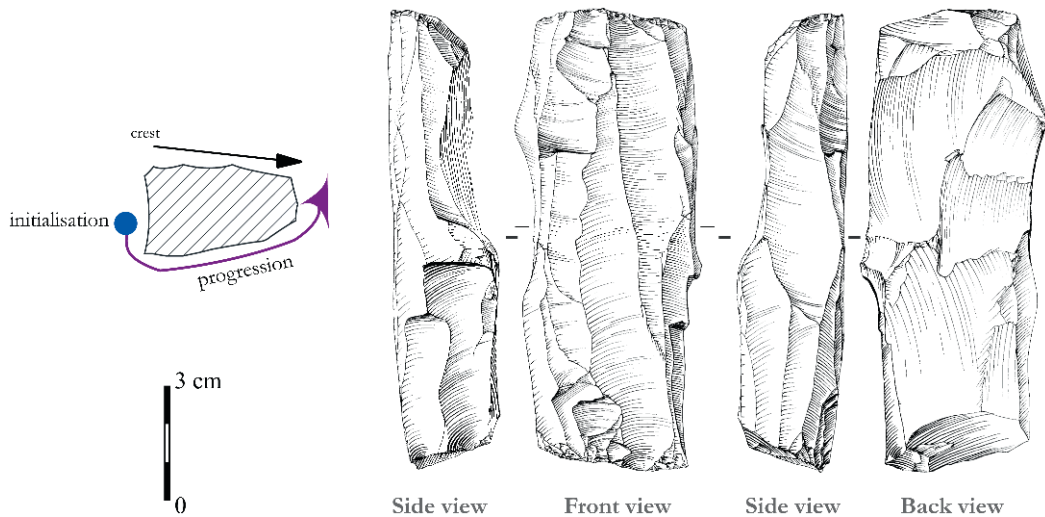 crest
initialisation
progression
3 cm
0
Side view
Front view
Side view
Back view